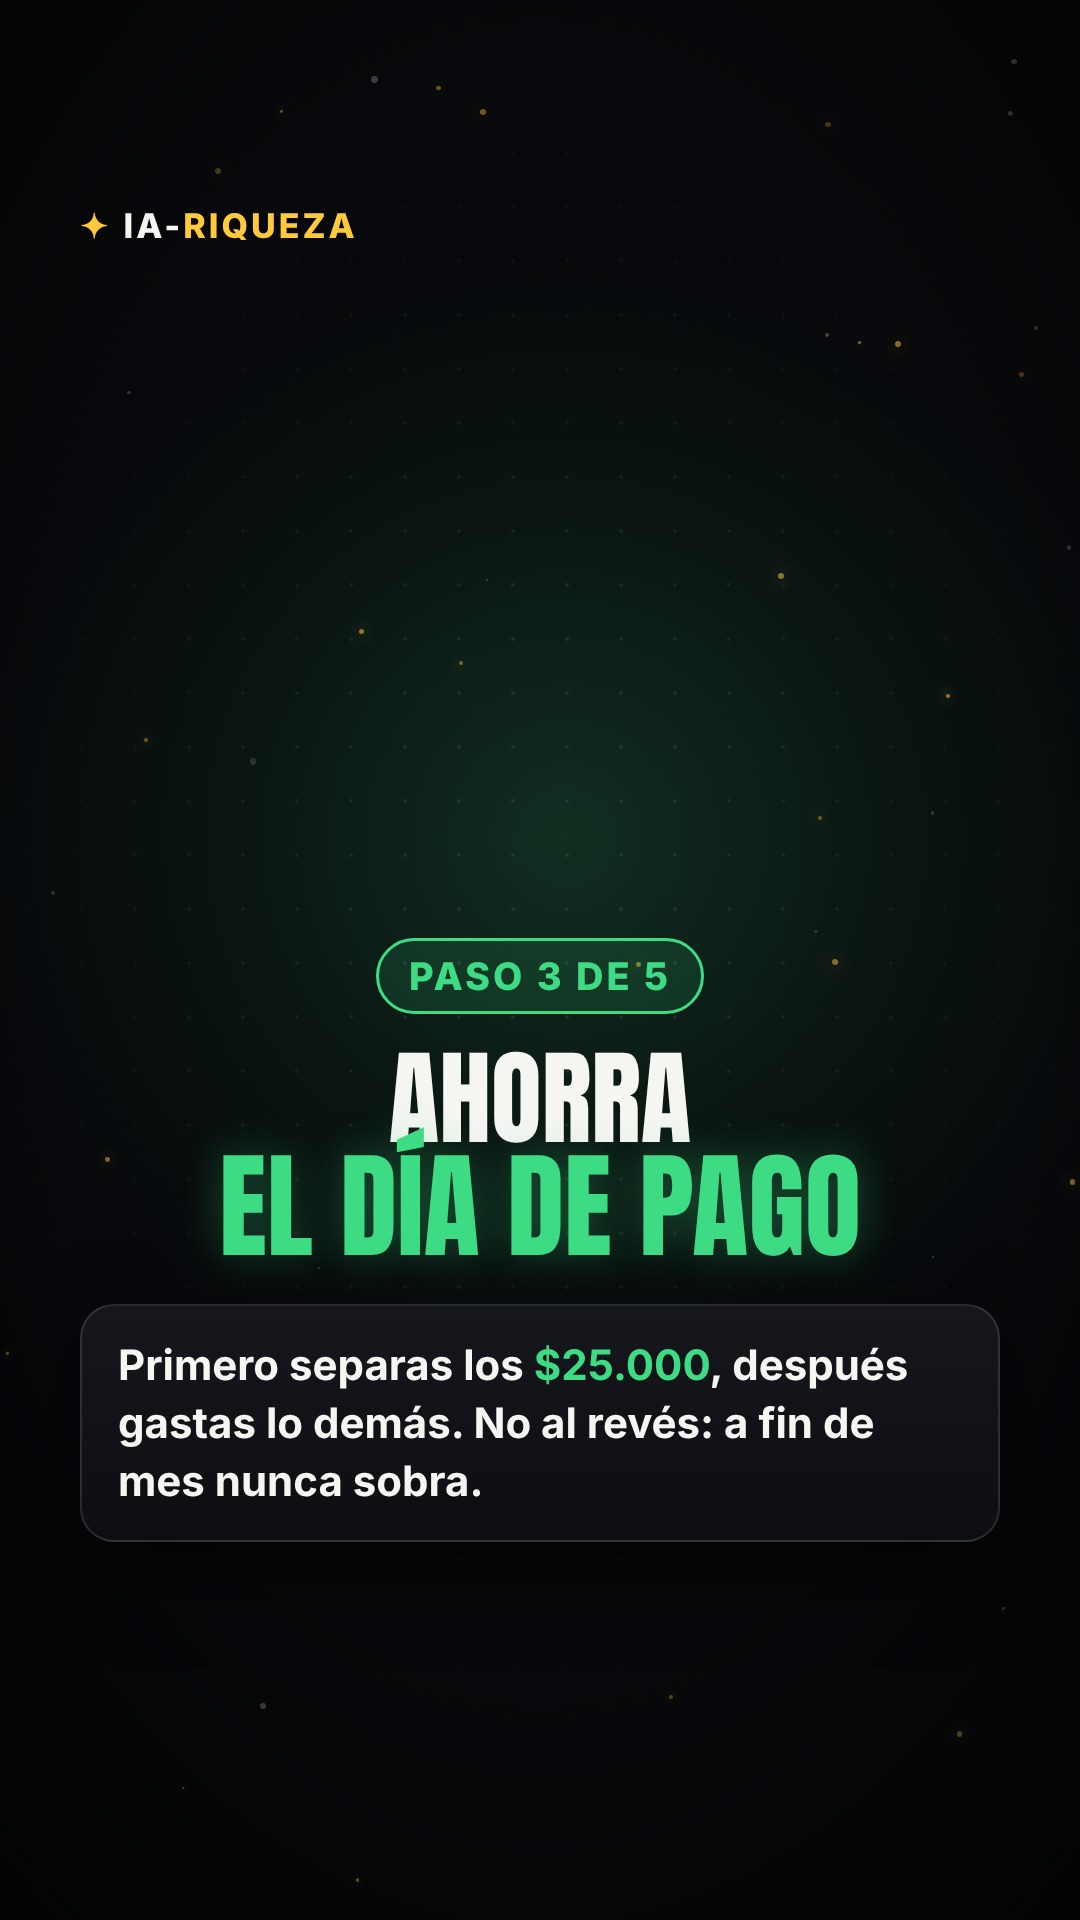 ✦ IA-RIQUEZA
PASO 3 DE 5
AHORRA
EL DÍA DE PAGO
Primero separas los $25.000, después
gastas lo demás. No al revés: a fin de
mes nunca sobra.